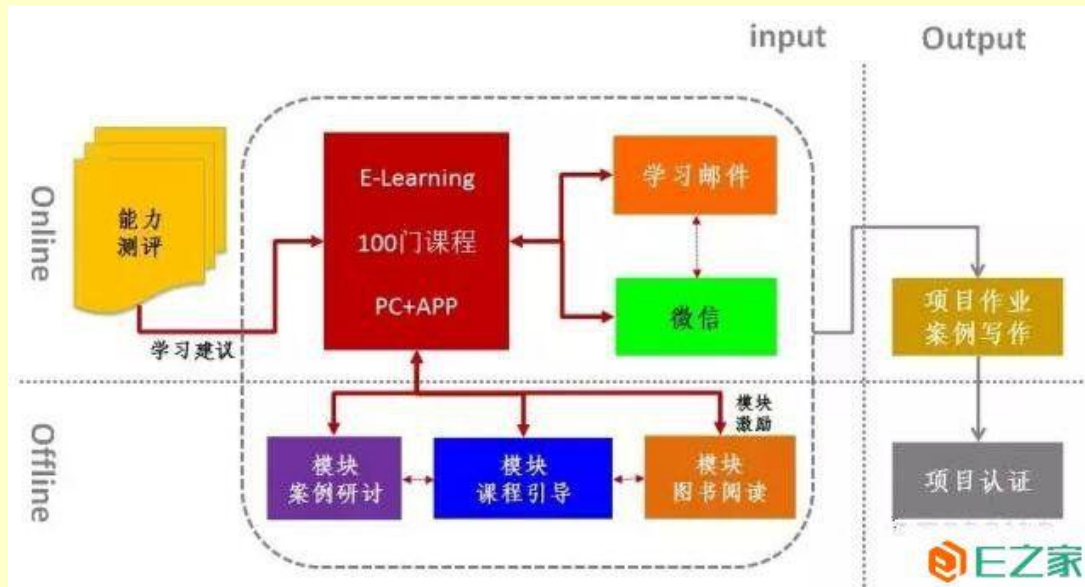 input
Output
Online
能力
测评
学习建议
E-Learning
100门课程
PC+APP
学习邮件
微信
项目作业
案例写作
Offline
模块
激励
模块
案例研讨
模块
课程引导
模块
图书阅读
项目认证
E之家